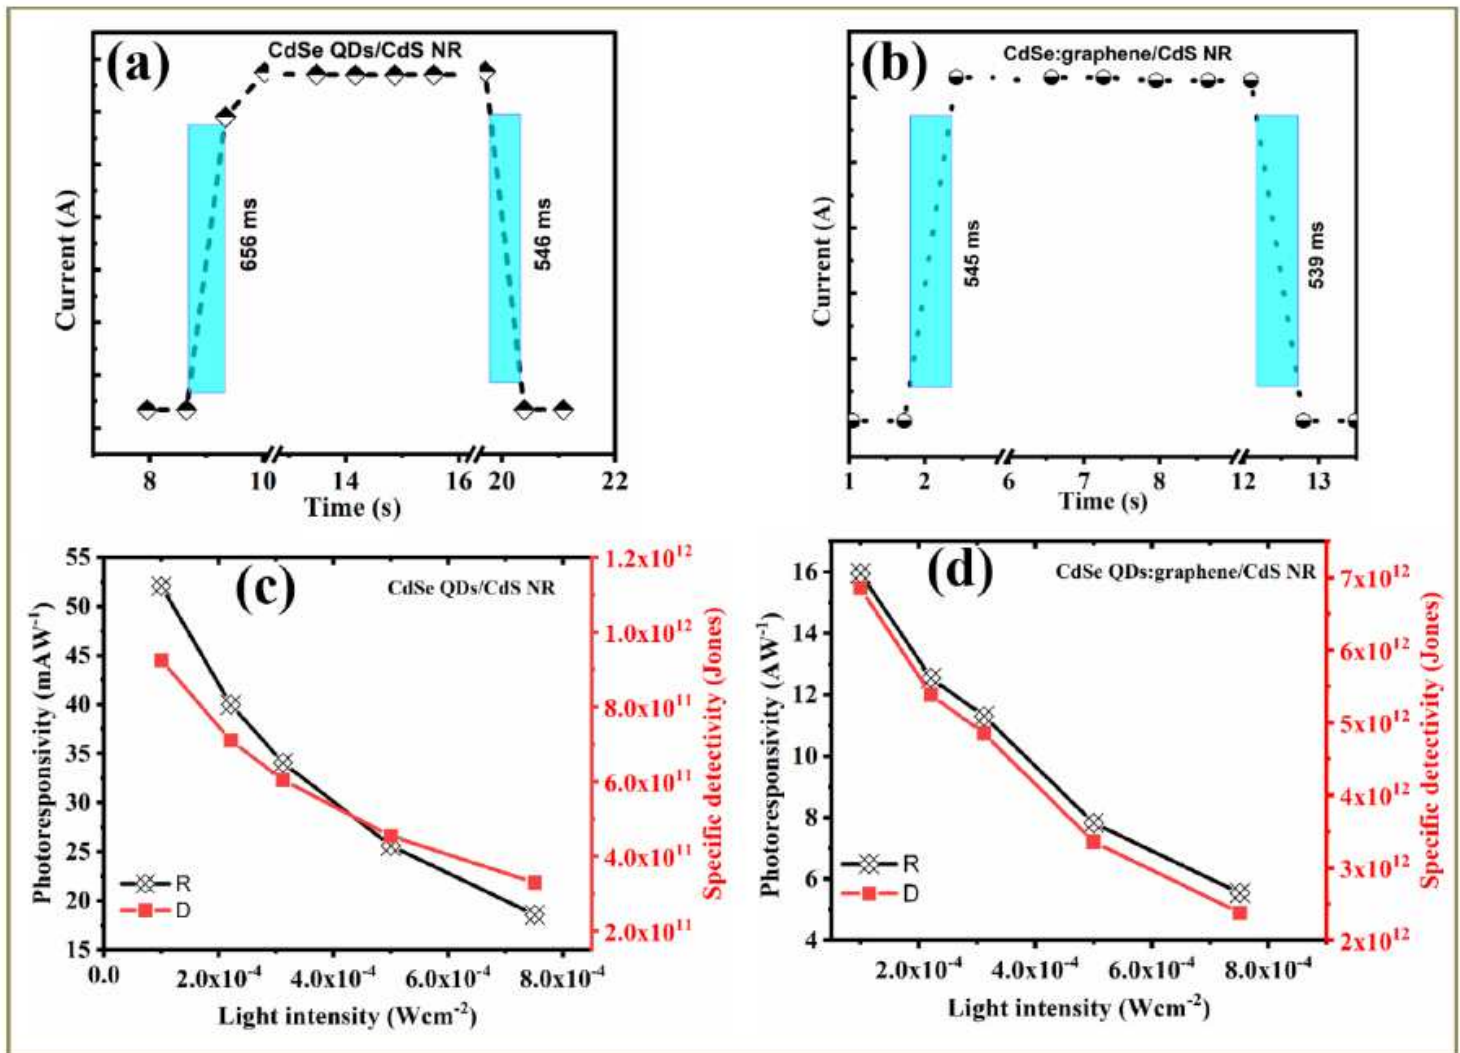 (a)
CdSe QDs/CdS NR
Current (A)
656 ms
546 ms
8 10 14 16 20 22
Time (s)
(b)
CdSe:graphene/CdS NR
Current (A)
545 ms
539 ms
1 2 6 7 8 12 13
Time (s)
(c)
CdSe QDs/CdS NR
Photoresponsivity (mAW⁻¹)
55
50
45
40
35
30
25
20
15
R
D
1.2x10¹²
1.0x10¹²
8.0x10¹¹
6.0x10¹¹
4.0x10¹¹
2.0x10¹¹
Specific detectivity (Jones)
0.0 2.0x10⁻⁴ 4.0x10⁻⁴ 6.0x10⁻⁴ 8.0x10⁻⁴
Light intensity (Wcm⁻²)
(d)
CdSe QDs:graphene/CdS NR
Photoresponsivity (AW⁻¹)
16
14
12
10
8
6
4
R
D
7x10¹²
6x10¹²
5x10¹²
4x10¹²
3x10¹²
2x10¹²
Specific detectivity (Jones)
2.0x10⁻⁴ 4.0x10⁻⁴ 6.0x10⁻⁴ 8.0x10⁻⁴
Light intensity (Wcm⁻²)